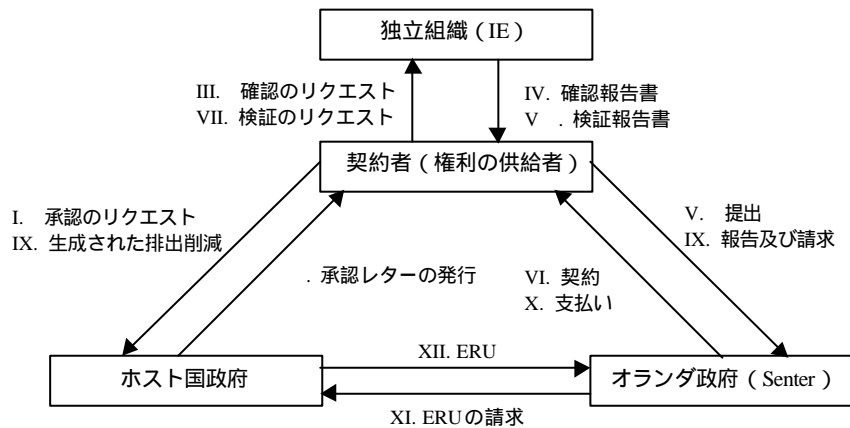 独立組織（IE）
III. 確認のリクエスト
VII. 検証のリクエスト
IV. 確認報告書
V . 検証報告書
契約者（権利の供給者）
I. 承認のリクエスト
IX. 生成された排出削減
. 承認レターの発行
VI. 契約
X. 支払い
V. 提出
IX. 報告及び請求
ホスト国政府
XII. ERU
オランダ政府（Senter）
XI. ERUの請求